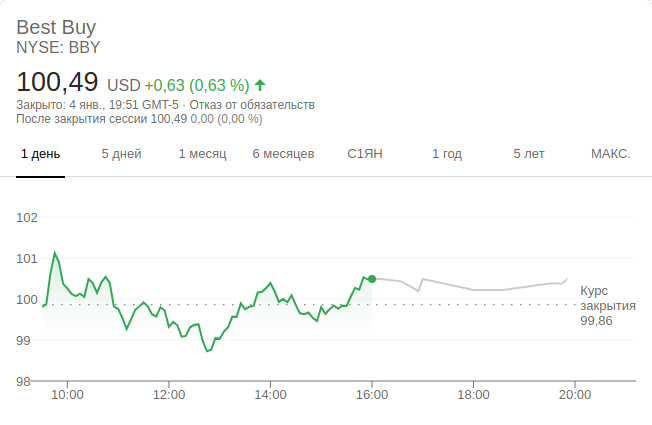 Best Buy
NYSE: BBY
100,49 USD +0,63 (0,63 %)
Закрыто: 4 янв., 19:51 GMT-5 · Отказ от обязательств
После закрытия сессии 100,49 0,00 (0,00 %)
1 день 5 дней 1 месяц 6 месяцев С1ЯН 1 год 5 лет МАКС.
102
101
100
99
98
Курс
закрытия
99,86
10:00 12:00 14:00 16:00 18:00 20:00